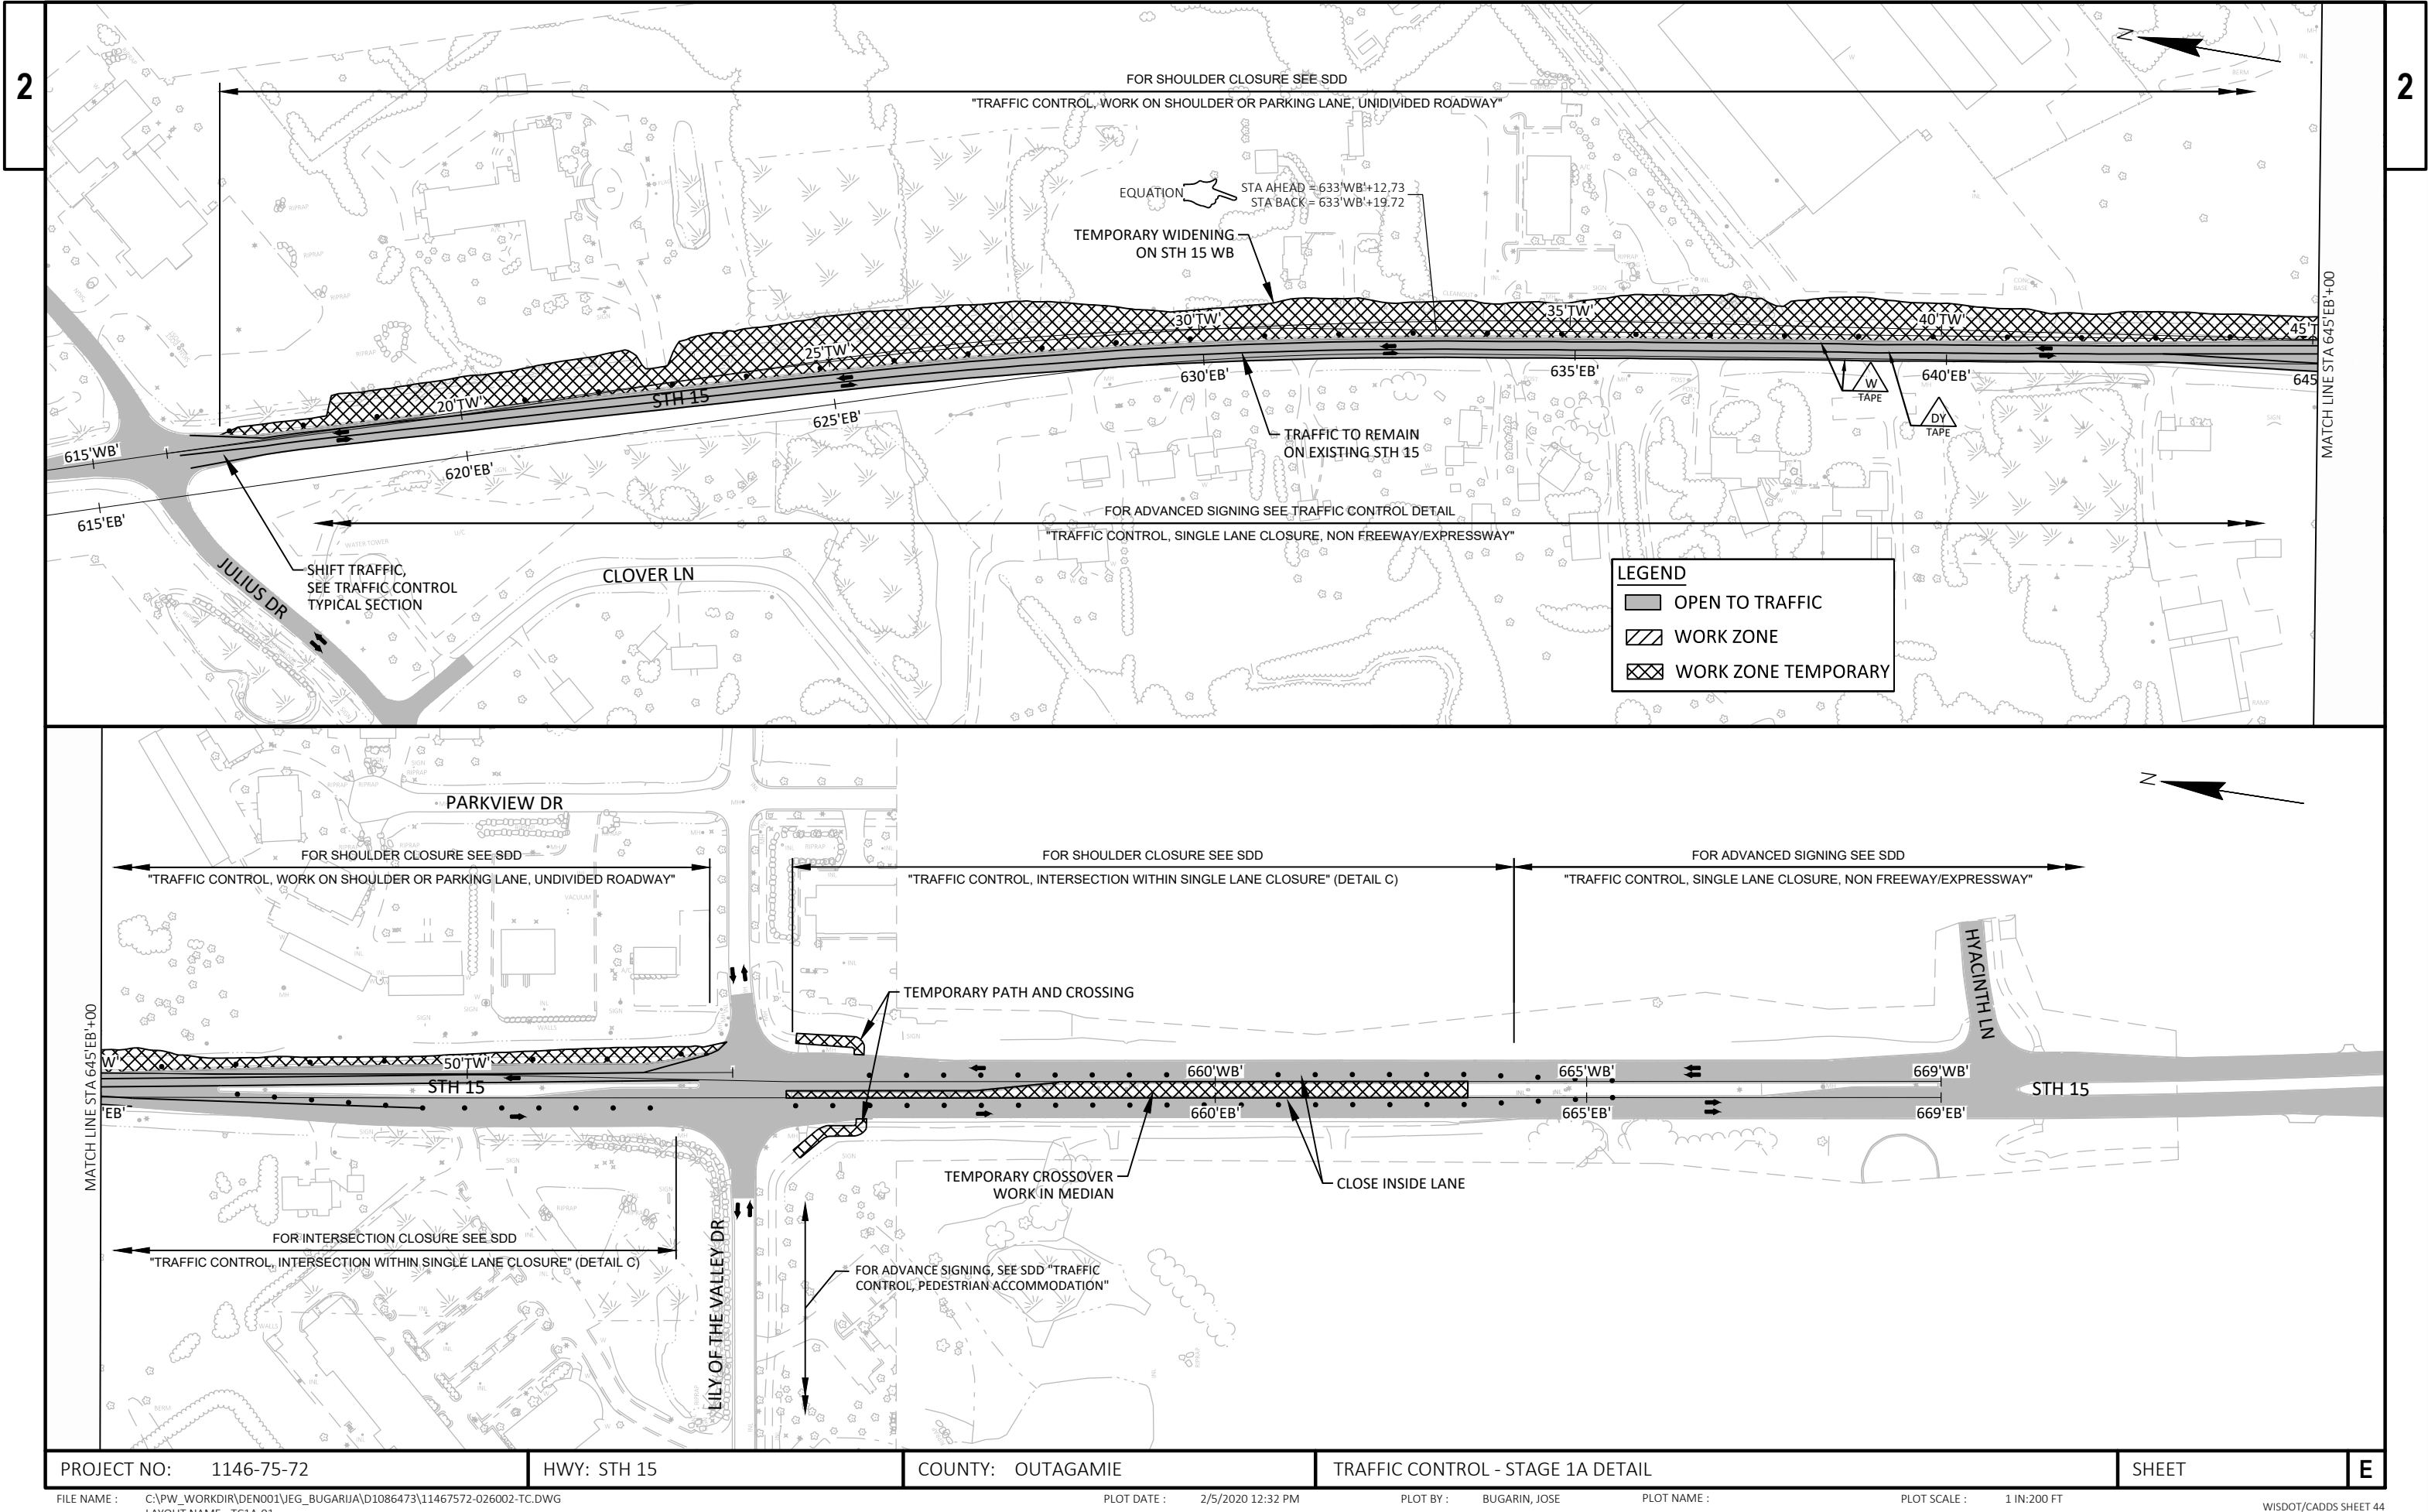 2
2
N
FOR SHOULDER CLOSURE SEE SDD
"TRAFFIC CONTROL, WORK ON SHOULDER OR PARKING LANE, UNIDIVIDED ROADWAY"
EQUATION
STA AHEAD = 633'WB'+12.73
STA BACK = 633'WB'+19.72
TEMPORARY WIDENING
ON STH 15 WB
20'TW'
25'TW'
30'TW'
35'TW'
40'TW'
45'T
STH 15
615'WB'
615'EB'
620'EB'
625'EB'
630'EB'
635'EB'
640'EB'
645
W
TAPE
DY
TAPE
MATCH LINE STA 645'EB'+00
TRAFFIC TO REMAIN
ON EXISTING STH 15
FOR ADVANCED SIGNING SEE TRAFFIC CONTROL DETAIL
"TRAFFIC CONTROL, SINGLE LANE CLOSURE, NON FREEWAY/EXPRESSWAY"
SHIFT TRAFFIC,
SEE TRAFFIC CONTROL
TYPICAL SECTION
JULIUS DR
CLOVER LN
WATER TOWER
LEGEND
OPEN TO TRAFFIC
WORK ZONE
WORK ZONE TEMPORARY
N
PARKVIEW DR
FOR SHOULDER CLOSURE SEE SDD
"TRAFFIC CONTROL, WORK ON SHOULDER OR PARKING LANE, UNDIVIDED ROADWAY"
FOR SHOULDER CLOSURE SEE SDD
"TRAFFIC CONTROL, INTERSECTION WITHIN SINGLE LANE CLOSURE" (DETAIL C)
FOR ADVANCED SIGNING SEE SDD
"TRAFFIC CONTROL, SINGLE LANE CLOSURE, NON FREEWAY/EXPRESSWAY"
HYACINTH LN
TEMPORARY PATH AND CROSSING
MATCH LINE STA 645'EB'+00
W'
50'TW'
STH 15
'EB'
660'WB'
665'WB'
669'WB'
STH 15
660'EB'
665'EB'
669'EB'
TEMPORARY CROSSOVER
WORK IN MEDIAN
CLOSE INSIDE LANE
FOR INTERSECTION CLOSURE SEE SDD
"TRAFFIC CONTROL, INTERSECTION WITHIN SINGLE LANE CLOSURE" (DETAIL C)
LILY OF THE VALLEY DR
FOR ADVANCE SIGNING, SEE SDD "TRAFFIC
CONTROL, PEDESTRIAN ACCOMMODATION"
PROJECT NO: 1146-75-72
HWY: STH 15
COUNTY: OUTAGAMIE
TRAFFIC CONTROL - STAGE 1A DETAIL
SHEET
E
FILE NAME : C:\PW_WORKDIR\DEN001\JEG_BUGARIJA\D1086473\11467572-026002-TC.DWG
PLOT DATE : 2/5/2020 12:32 PM
PLOT BY : BUGARIN, JOSE
PLOT NAME :
PLOT SCALE : 1 IN:200 FT
WISDOT/CADDS SHEET 44